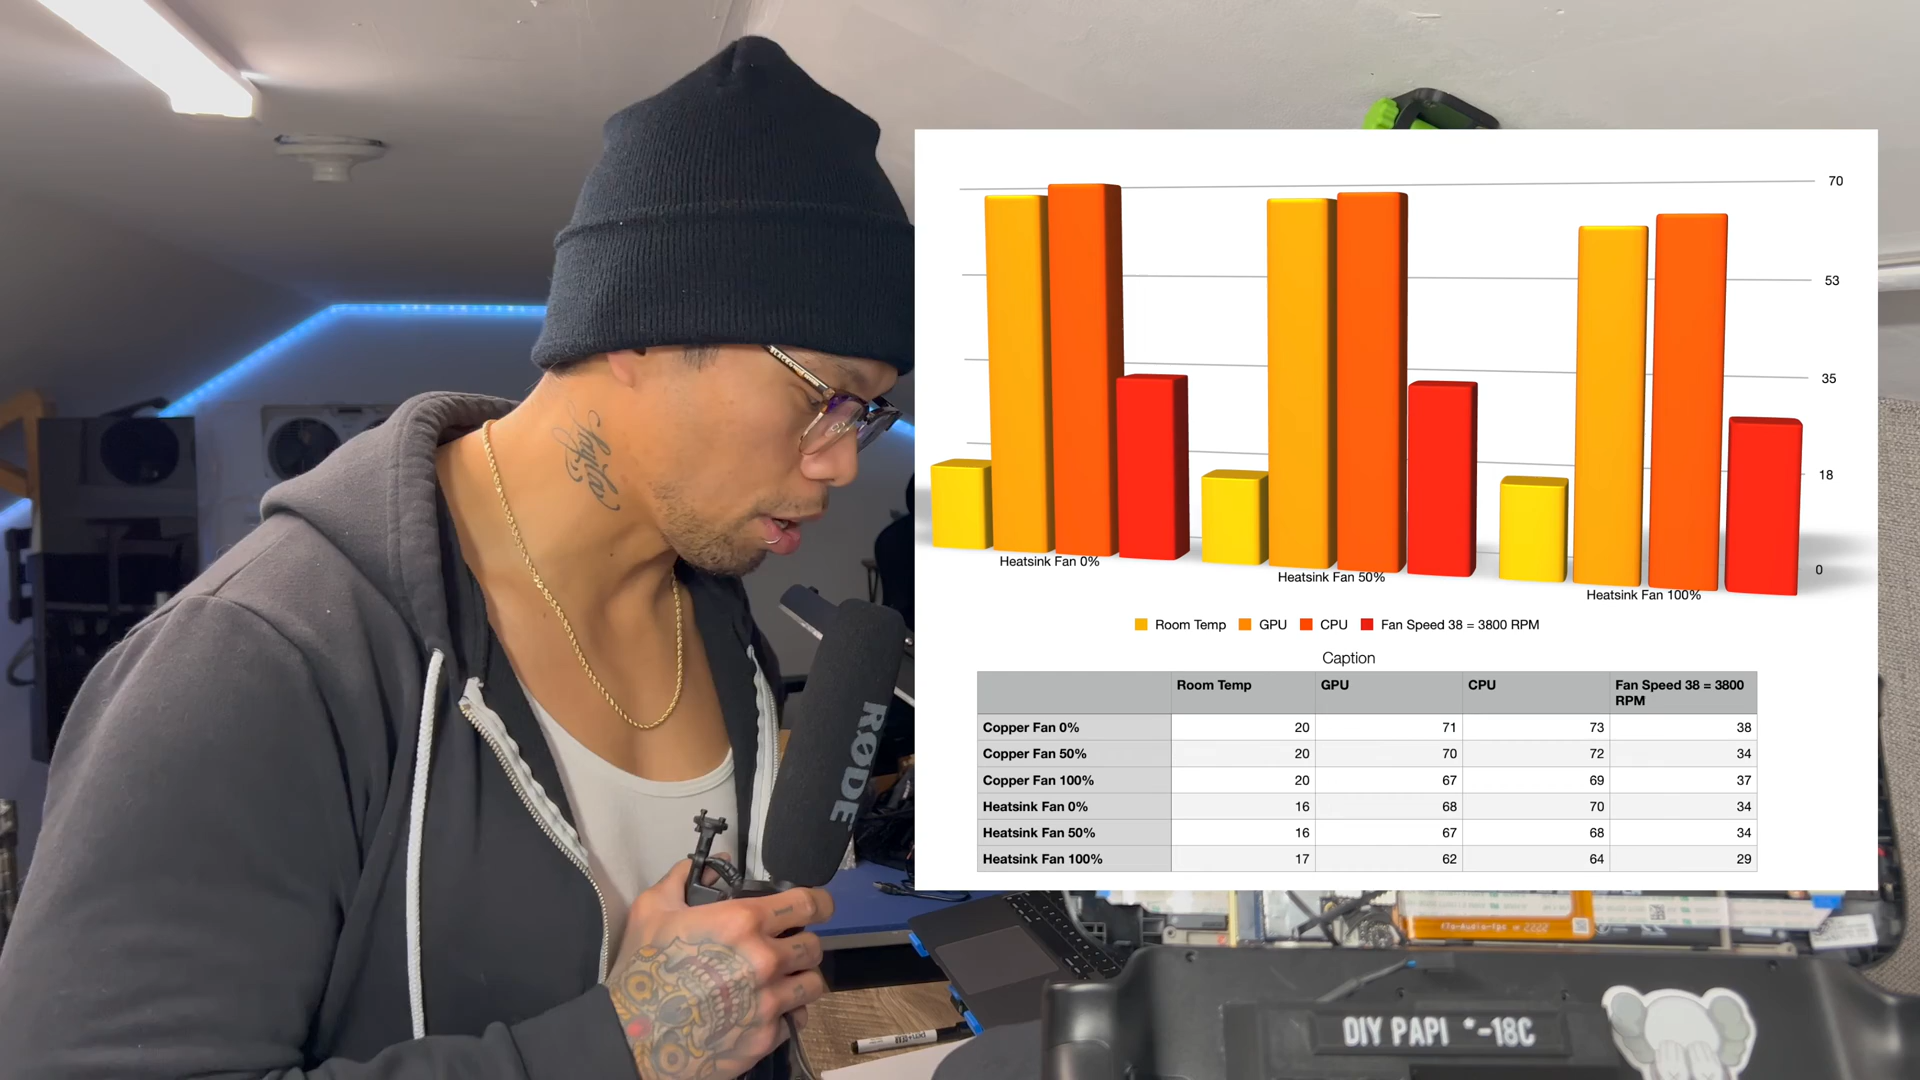 Shyla
RØDE
70
53
35
18
0
Heatsink Fan 0%
Heatsink Fan 50%
Heatsink Fan 100%
Room Temp GPU CPU Fan Speed 38 = 3800 RPM
Caption
Room Temp GPU CPU Fan Speed 38 = 3800
RPM
Copper Fan 0% 20 71 73 38
Copper Fan 50% 20 70 72 34
Copper Fan 100% 20 67 69 37
Heatsink Fan 0% 16 68 70 34
Heatsink Fan 50% 16 67 68 34
Heatsink Fan 100% 17 62 64 29
DIY PAPI *-18C